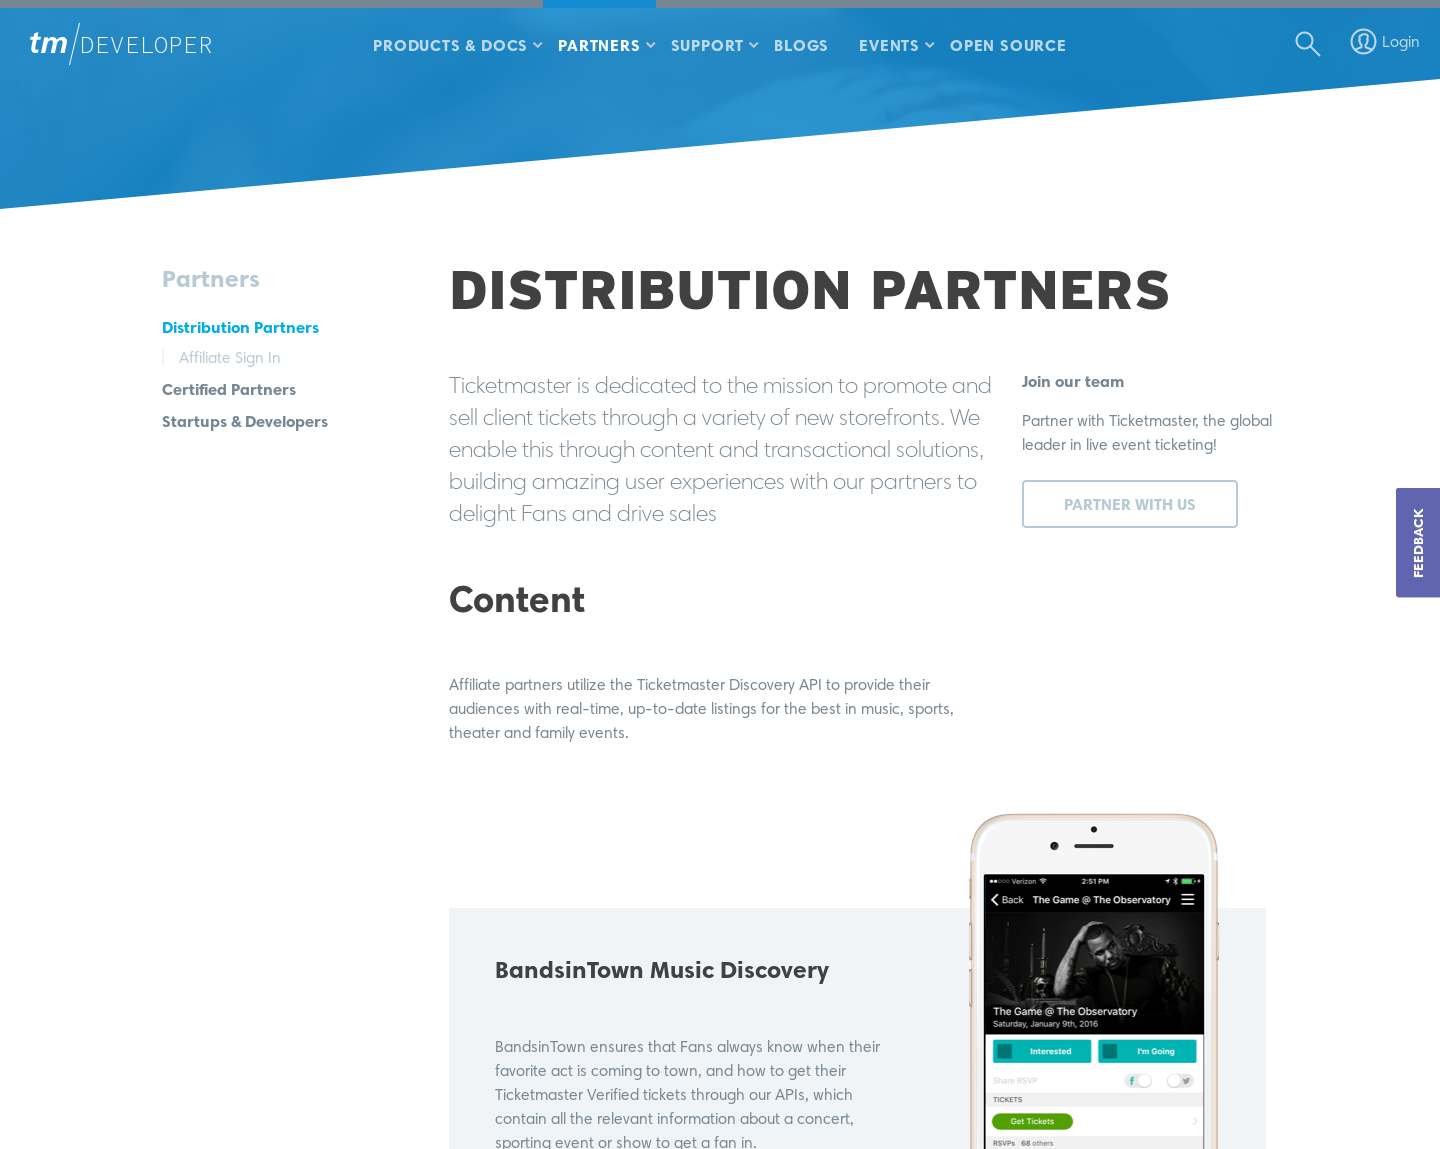 tm/DEVELOPER
PRODUCTS & DOCS
PARTNERS
SUPPORT
BLOGS
EVENTS
OPEN SOURCE
Login
Partners
Distribution Partners
Affiliate Sign In
Certified Partners
Startups & Developers
DISTRIBUTION PARTNERS
Ticketmaster is dedicated to the mission to promote and
sell client tickets through a variety of new storefronts. We
enable this through content and transactional solutions,
building amazing user experiences with our partners to
delight Fans and drive sales
Join our team
Partner with Ticketmaster, the global
leader in live event ticketing!
PARTNER WITH US
FEEDBACK
Content
Affiliate partners utilize the Ticketmaster Discovery API to provide their
audiences with real-time, up-to-date listings for the best in music, sports,
theater and family events.
BandsinTown Music Discovery
BandsinTown ensures that Fans always know when their
favorite act is coming to town, and how to get their
Ticketmaster Verified tickets through our APIs, which
contain all the relevant information about a concert,
sporting event or show to get a fan in.
Verizon 2:51 PM
Back The Game @ The Observatory
The Game @ The Observatory
Saturday, January 9th, 2016
Interested I'm Going
Share RSVP
TICKETS
Get Tickets
RSVPs 68 others